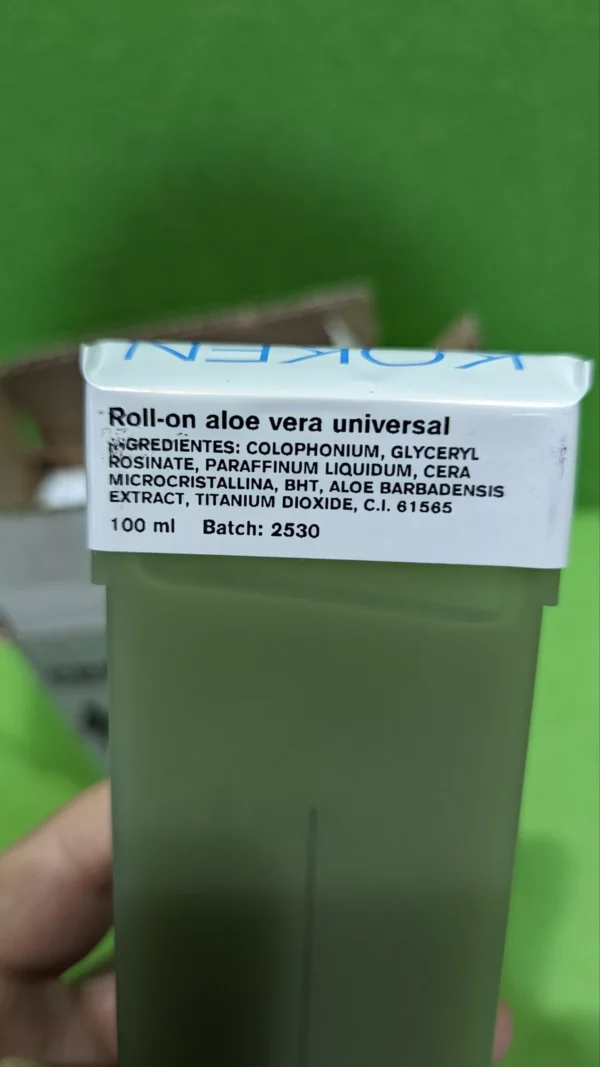 KOKEN
Roll-on aloe vera universal
INGREDIENTES: COLOPHONIUM, GLYCERYL
ROSINATE, PARAFFINUM LIQUIDUM, CERA
MICROCRISTALLINA, BHT, ALOE BARBADENSIS
EXTRACT, TITANIUM DIOXIDE, C.I. 61565
100 ml Batch: 2530